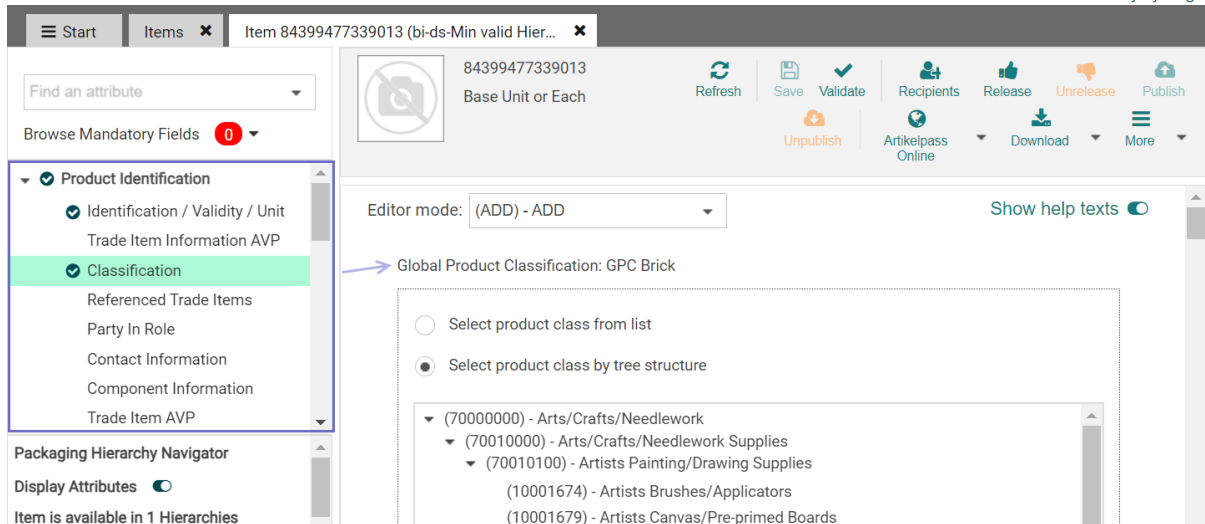 Start
Items
Item 84399477339013 (bi-ds-Min valid Hier...
Find an attribute
Browse Mandatory Fields 0
Product Identification
Identification / Validity / Unit
Trade Item Information AVP
Classification
Referenced Trade Items
Party In Role
Contact Information
Component Information
Trade Item AVP
Packaging Hierarchy Navigator
Display Attributes
Item is available in 1 Hierarchies
84399477339013
Base Unit or Each
Refresh
Save
Validate
Recipients
Release
Unrelease
Publish
Unpublish
Artikelpass
Online
Download
More
Editor mode: (ADD) - ADD
Show help texts
Global Product Classification: GPC Brick
Select product class from list
Select product class by tree structure
(70000000) - Arts/Crafts/Needlework
(70010000) - Arts/Crafts/Needlework Supplies
(70010100) - Artists Painting/Drawing Supplies
(10001674) - Artists Brushes/Applicators
(10001679) - Artists Canvas/Pre-primed Boards